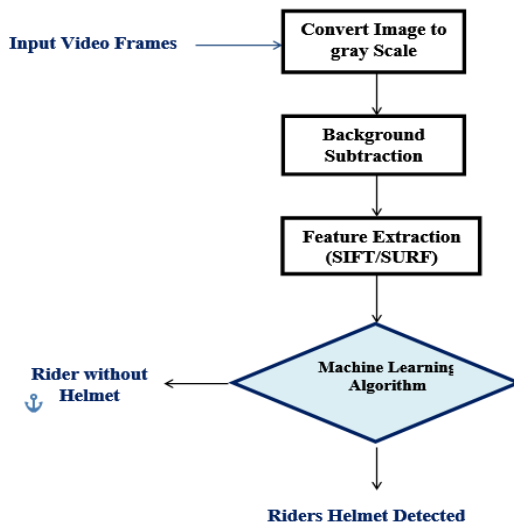 Input Video Frames
Convert Image to
gray Scale
Background
Subtraction
Feature Extraction
(SIFT/SURF)
Machine Learning
Algorithm
Rider without
Helmet
Riders Helmet Detected